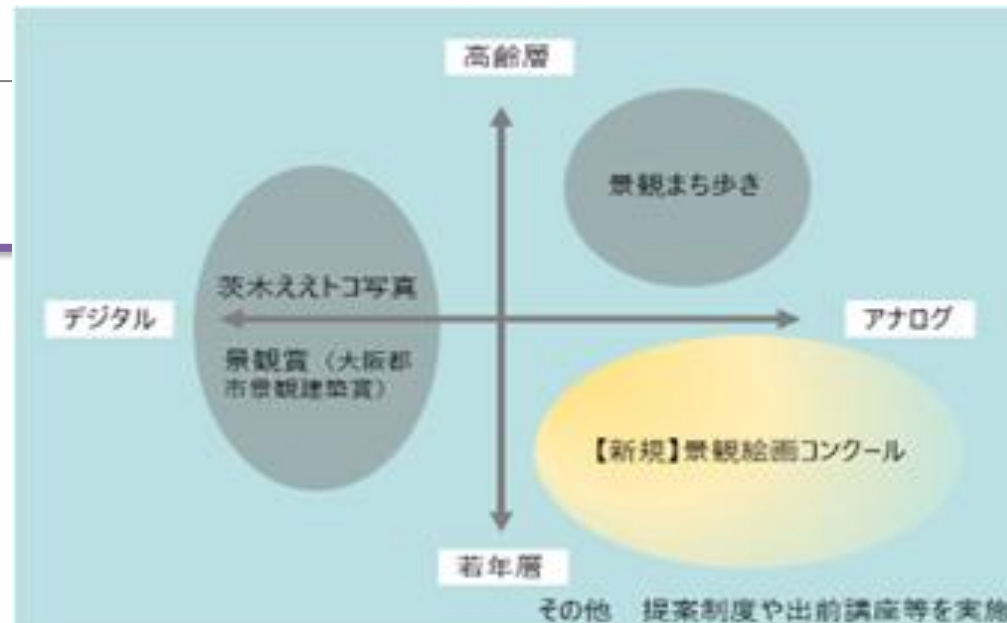 高齢層
景観まち歩き
茨木ええトコ写真
デジタル
アナログ
景観賞（大阪都
市景観建築賞）
【新規】景観絵画コンクール
若年層
その他　提案制度や出前講座等を実施